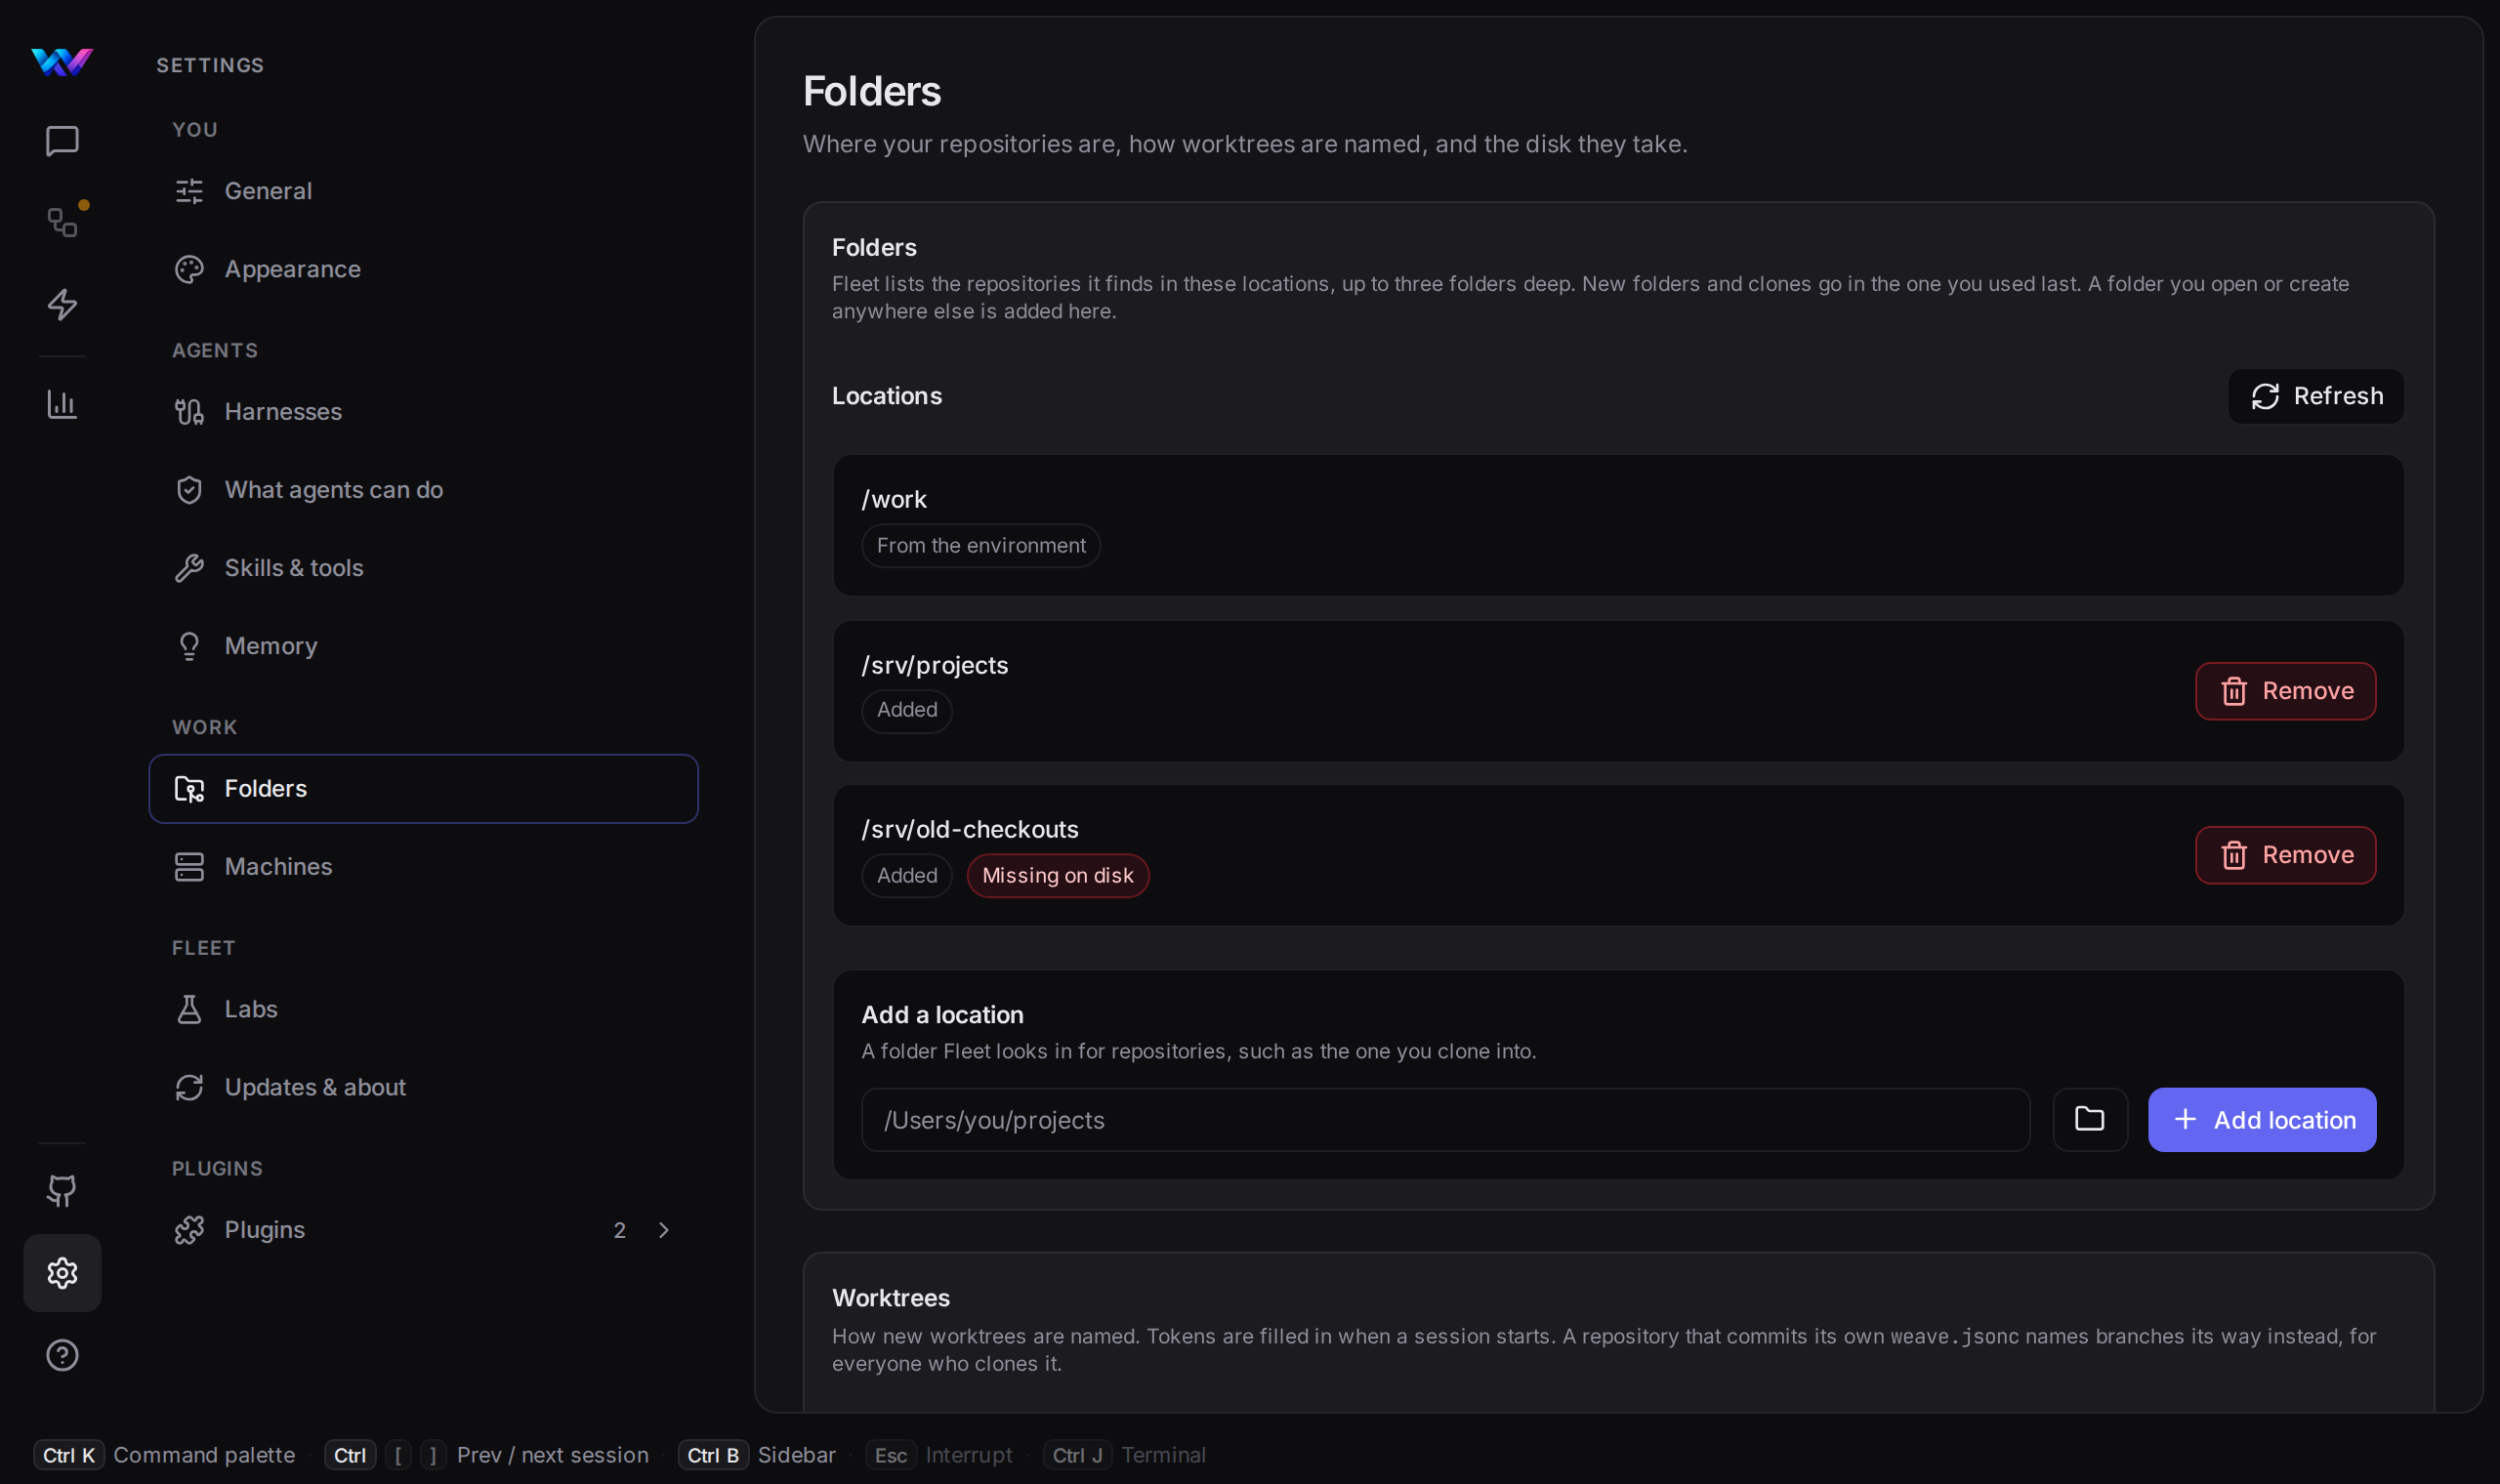 SETTINGS
YOU
General
Appearance
AGENTS
Harnesses
What agents can do
Skills & tools
Memory
WORK
Folders
Machines
FLEET
Labs
Updates & about
PLUGINS
Plugins 2
Folders
Where your repositories are, how worktrees are named, and the disk they take.
Folders
Fleet lists the repositories it finds in these locations, up to three folders deep. New folders and clones go in the one you used last. A folder you open or create
anywhere else is added here.
Locations
Refresh
/work
From the environment
/srv/projects
Added
Remove
/srv/old-checkouts
Added Missing on disk
Remove
Add a location
A folder Fleet looks in for repositories, such as the one you clone into.
/Users/you/projects
Add location
Worktrees
How new worktrees are named. Tokens are filled in when a session starts. A repository that commits its own weave.jsonc names branches its way instead, for
everyone who clones it.
Ctrl K Command palette · Ctrl [ ] Prev / next session · Ctrl B Sidebar · Esc Interrupt · Ctrl J Terminal